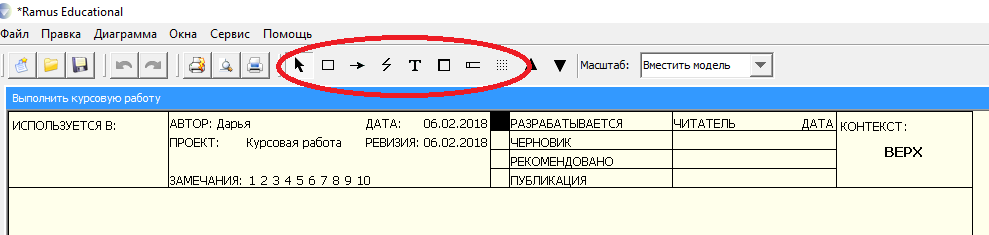 *Ramus Educational
Файл Правка Диаграмма Окна Сервис Помощь
T Масштаб: Вместить модель
Выполнить курсовую работу
ИСПОЛЬЗУЕТСЯ В: АВТОР: Дарья ДАТА: 06.02.2018 РАЗРАБАТЫВАЕТСЯ ЧИТАТЕЛЬ ДАТА КОНТЕКСТ:
ПРОЕКТ: Курсовая работа РЕВИЗИЯ: 06.02.2018 ЧЕРНОВИК
ВЕРХ
РЕКОМЕНДОВАНО
ЗАМЕЧАНИЯ: 1 2 3 4 5 6 7 8 9 10 ПУБЛИКАЦИЯ